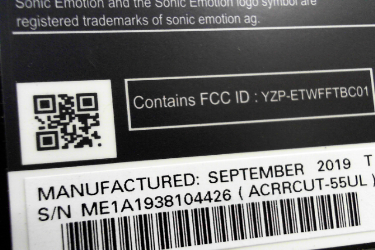 Sonic Emotion and the Sonic Emotion logo symbol are
registered trademarks of sonic emotion ag.
Contains FCC ID : YZP-ETWFFTBC01
MANUFACTURED: SEPTEMBER 2019 T
S/N ME1A1938104426 ( ACRRCUT-55UL )